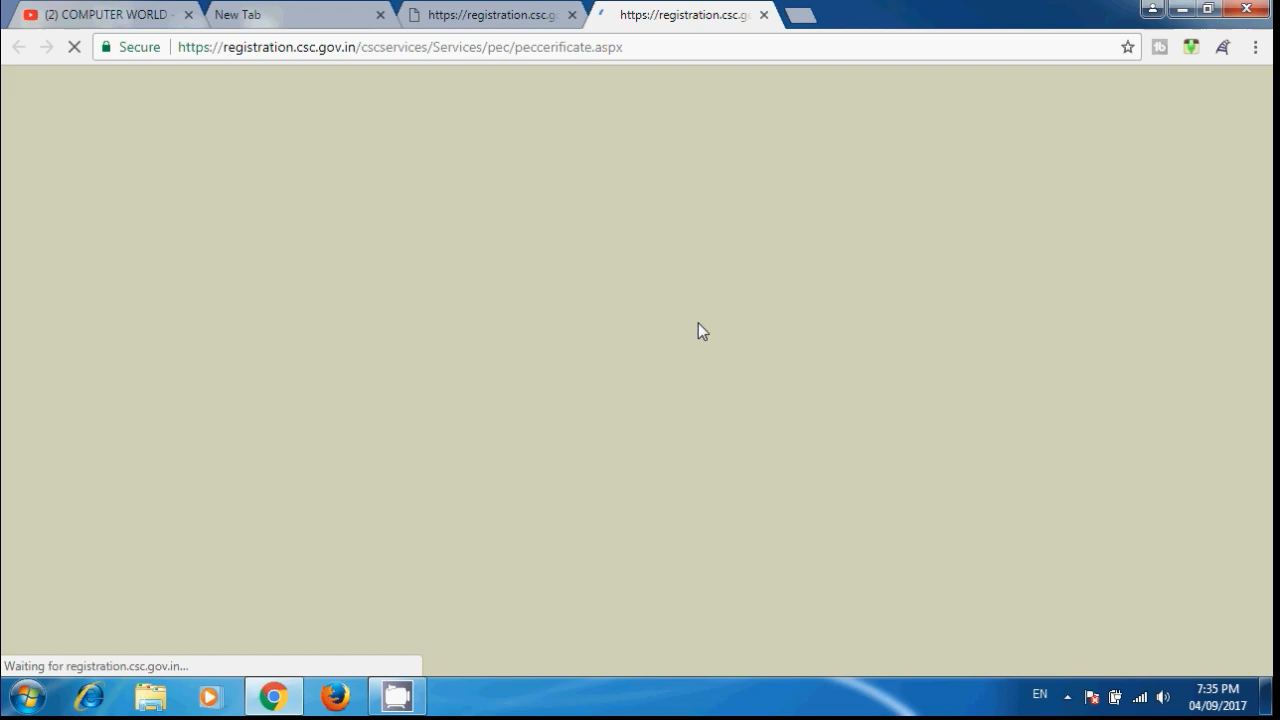 (2) COMPUTER WORLD -
New Tab
https://registration.csc.g
https://registration.csc.g
Secure
https://registration.csc.gov.in/cscservices/Services/pec/peccerificate.aspx
Waiting for registration.csc.gov.in...
EN
7:35 PM
04/09/2017